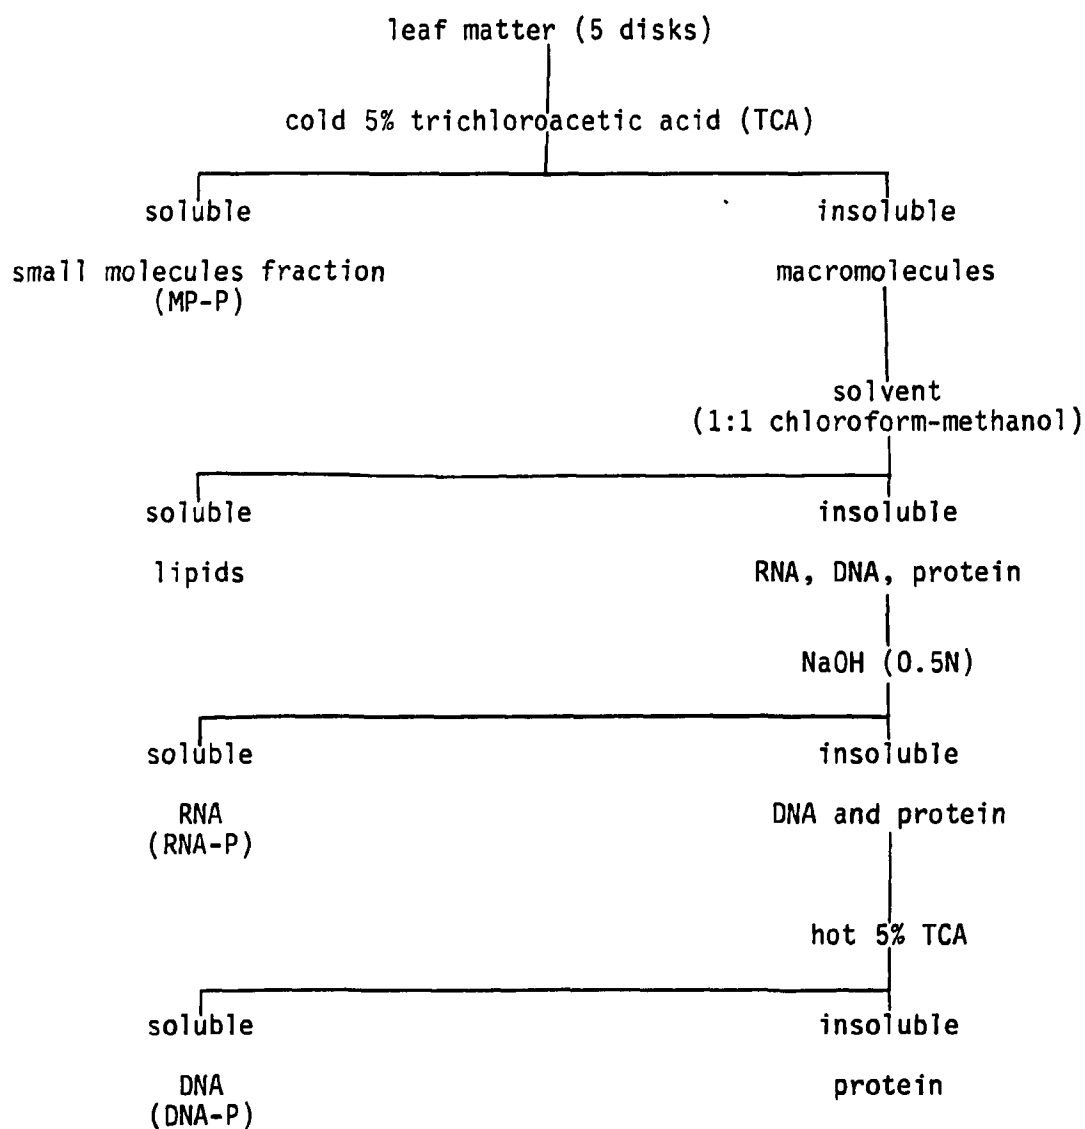 leaf matter (5 disks)
cold 5% trichloroacetic acid (TCA)
soluble
insoluble
small molecules fraction
(MP-P)
macromolecules
solvent
(1:1 chloroform-methanol)
soluble
insoluble
lipids
RNA, DNA, protein
NaOH (0.5N)
soluble
insoluble
RNA
(RNA-P)
DNA and protein
hot 5% TCA
soluble
insoluble
DNA
(DNA-P)
protein